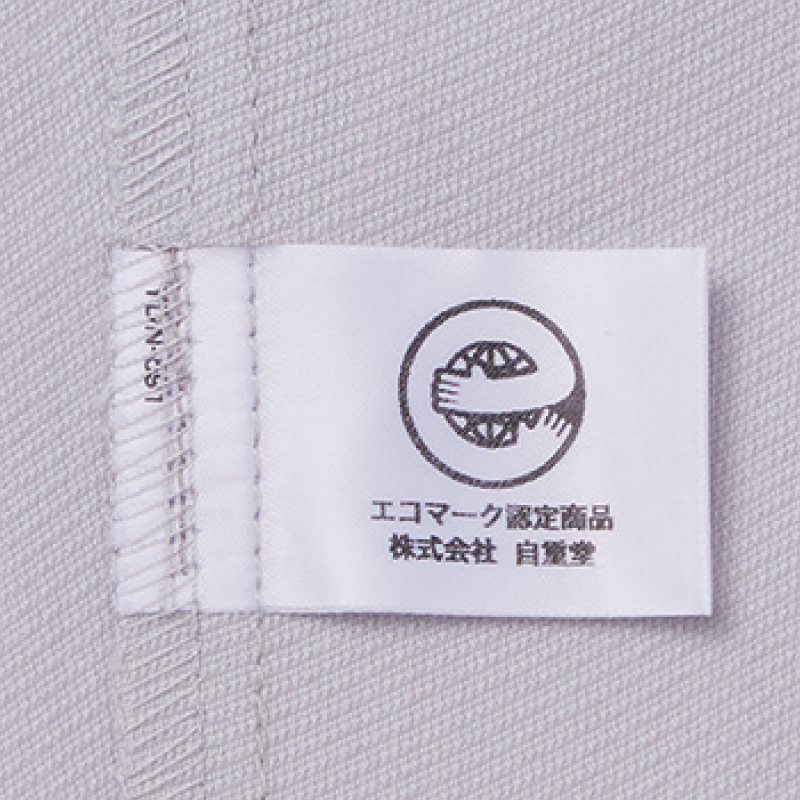 エコマーク認定商品
株式会社 自重堂